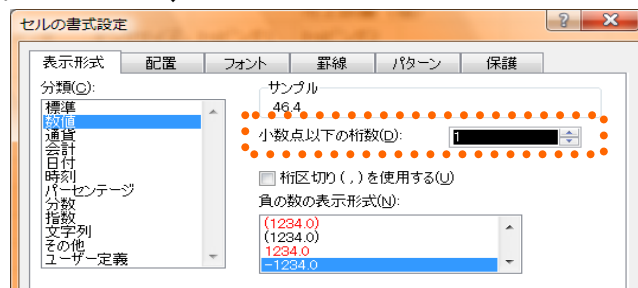 セルの書式設定
表示形式 配置 フォント 罫線 パターン 保護
分類(C):
標準
数値
通貨
会計
日付
時刻
パーセンテージ
分数
指数
文字列
その他
ユーザー定義
サンプル
46.4
小数点以下の桁数(D): 1
桁区切り( , )を使用する(U)
負の数の表示形式(N):
(1234.0)
(1234.0)
1234.0
-1234.0